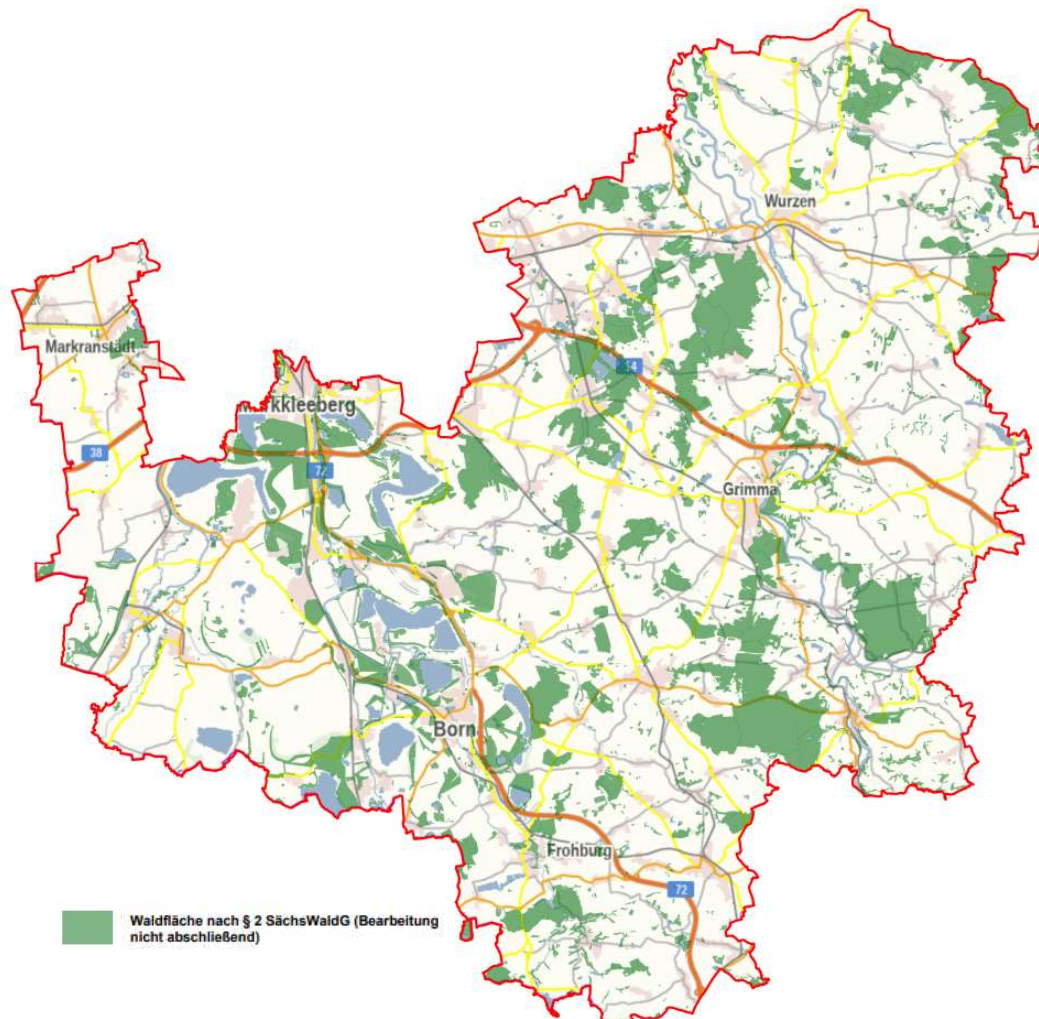 Wurzen
Markranstädt
Markkleeberg
14
38
72
Grimma
Born
Frohburg
72
Waldfläche nach § 2 SächsWaldG (Bearbeitung
nicht abschließend)